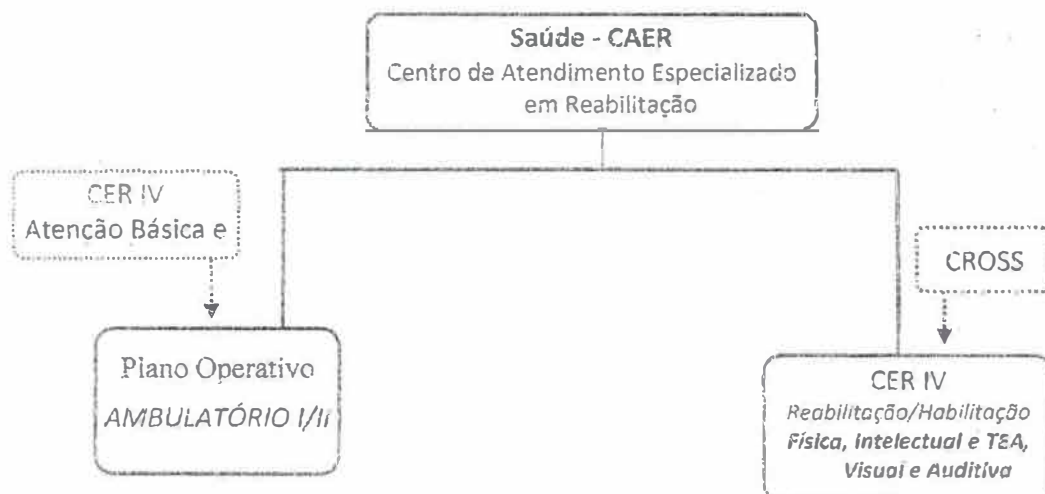 Saúde - CAER
Centro de Atendimento Especializado
em Reabilitação
CER IV
Atenção Básica e
CROSS
Plano Operativo
AMBULATÓRIO I/II
CER IV
Reabilitação/Habilitação
Física, Intelectual e TEA,
Visual e Auditiva